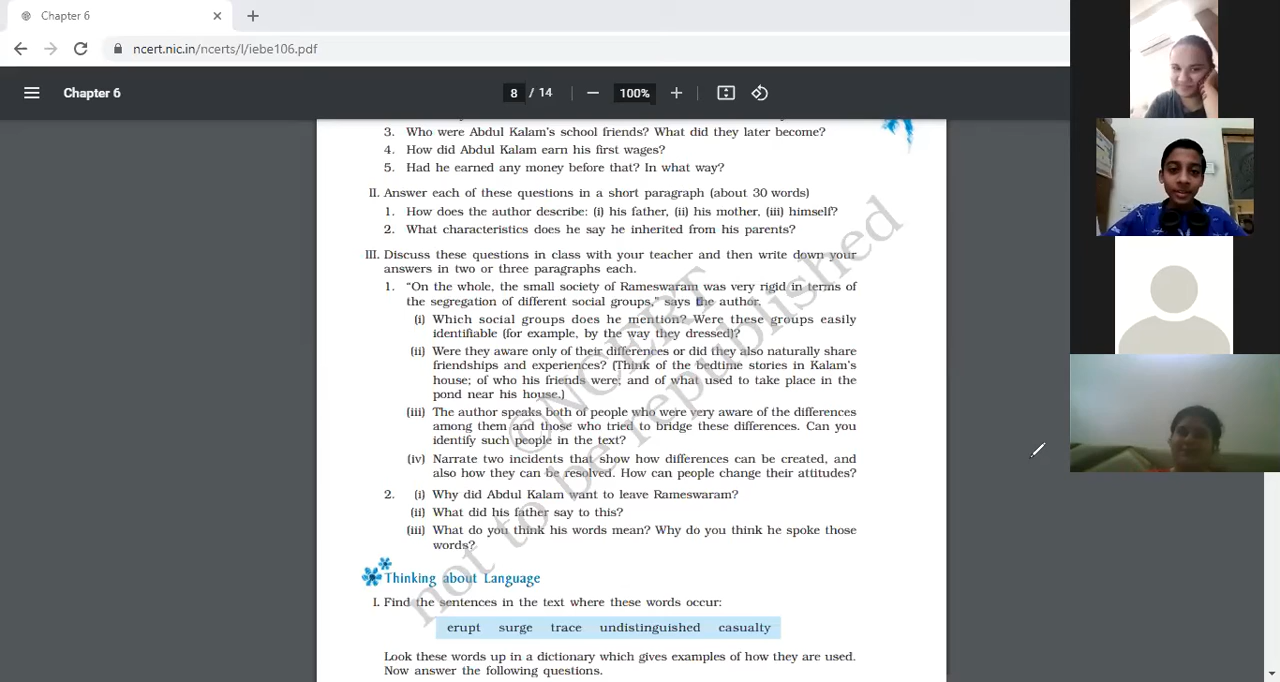 Chapter 6
ncert.nic.in/ncerts/l/iebe106.pdf
Chapter 6
8 / 14
100%
3. Who were Abdul Kalam's school friends? What did they later become?
4. How did Abdul Kalam earn his first wages?
5. Had he earned any money before that? In what way?
II. Answer each of these questions in a short paragraph (about 30 words)
1. How does the author describe: (i) his father, (ii) his mother, (iii) himself?
2. What characteristics does he say he inherited from his parents?
III. Discuss these questions in class with your teacher and then write down your
answers in two or three paragraphs each.
1. “On the whole, the small society of Rameswaram was very rigid in terms of
the segregation of different social groups,” says the author.
(i) Which social groups does he mention? Were these groups easily
identifiable (for example, by the way they dressed)?
(ii) Were they aware only of their differences or did they also naturally share
friendships and experiences? (Think of the bedtime stories in Kalam's
house; of who his friends were; and of what used to take place in the
pond near his house.)
(iii) The author speaks both of people who were very aware of the differences
among them and those who tried to bridge these differences. Can you
identify such people in the text?
(iv) Narrate two incidents that show how differences can be created, and
also how they can be resolved. How can people change their attitudes?
2. (i) Why did Abdul Kalam want to leave Rameswaram?
(ii) What did his father say to this?
(iii) What do you think his words mean? Why do you think he spoke those
words?
Thinking about Language
I. Find the sentences in the text where these words occur:
erupt surge trace undistinguished casualty
Look these words up in a dictionary which gives examples of how they are used.
Now answer the following questions.
©NCERT
not to be republished